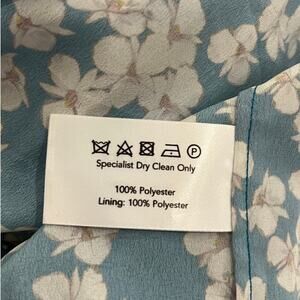 P
Specialist Dry Clean Only
100% Polyester
Lining: 100% Polyester